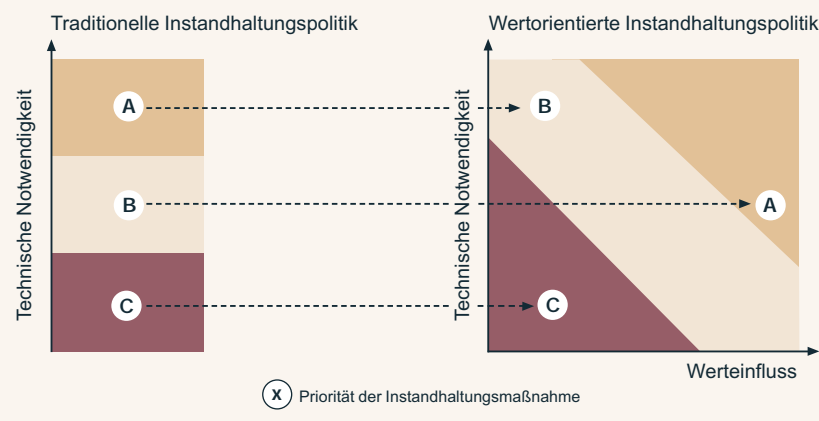 Traditionelle Instandhaltungspolitik
Technische Notwendigkeit
A
B
C
Wertorientierte Instandhaltungspolitik
Technische Notwendigkeit
B
A
C
Werteinfluss
x Priorität der Instandhaltungsmaßnahme